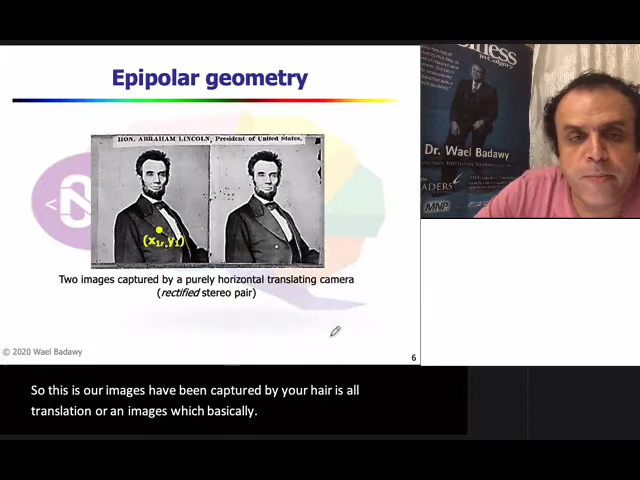 Epipolar geometry
HON. ABRAHAM LINCOLN, President of United States.
(x₁, y₁)
Two images captured by a purely horizontal translating camera
(rectified stereo pair)
© 2020 Wael Badawy
6
in Calgary
Dr. Wael Badawy
MNP
So this is our images have been captured by your hair is all
translation or an images which basically.